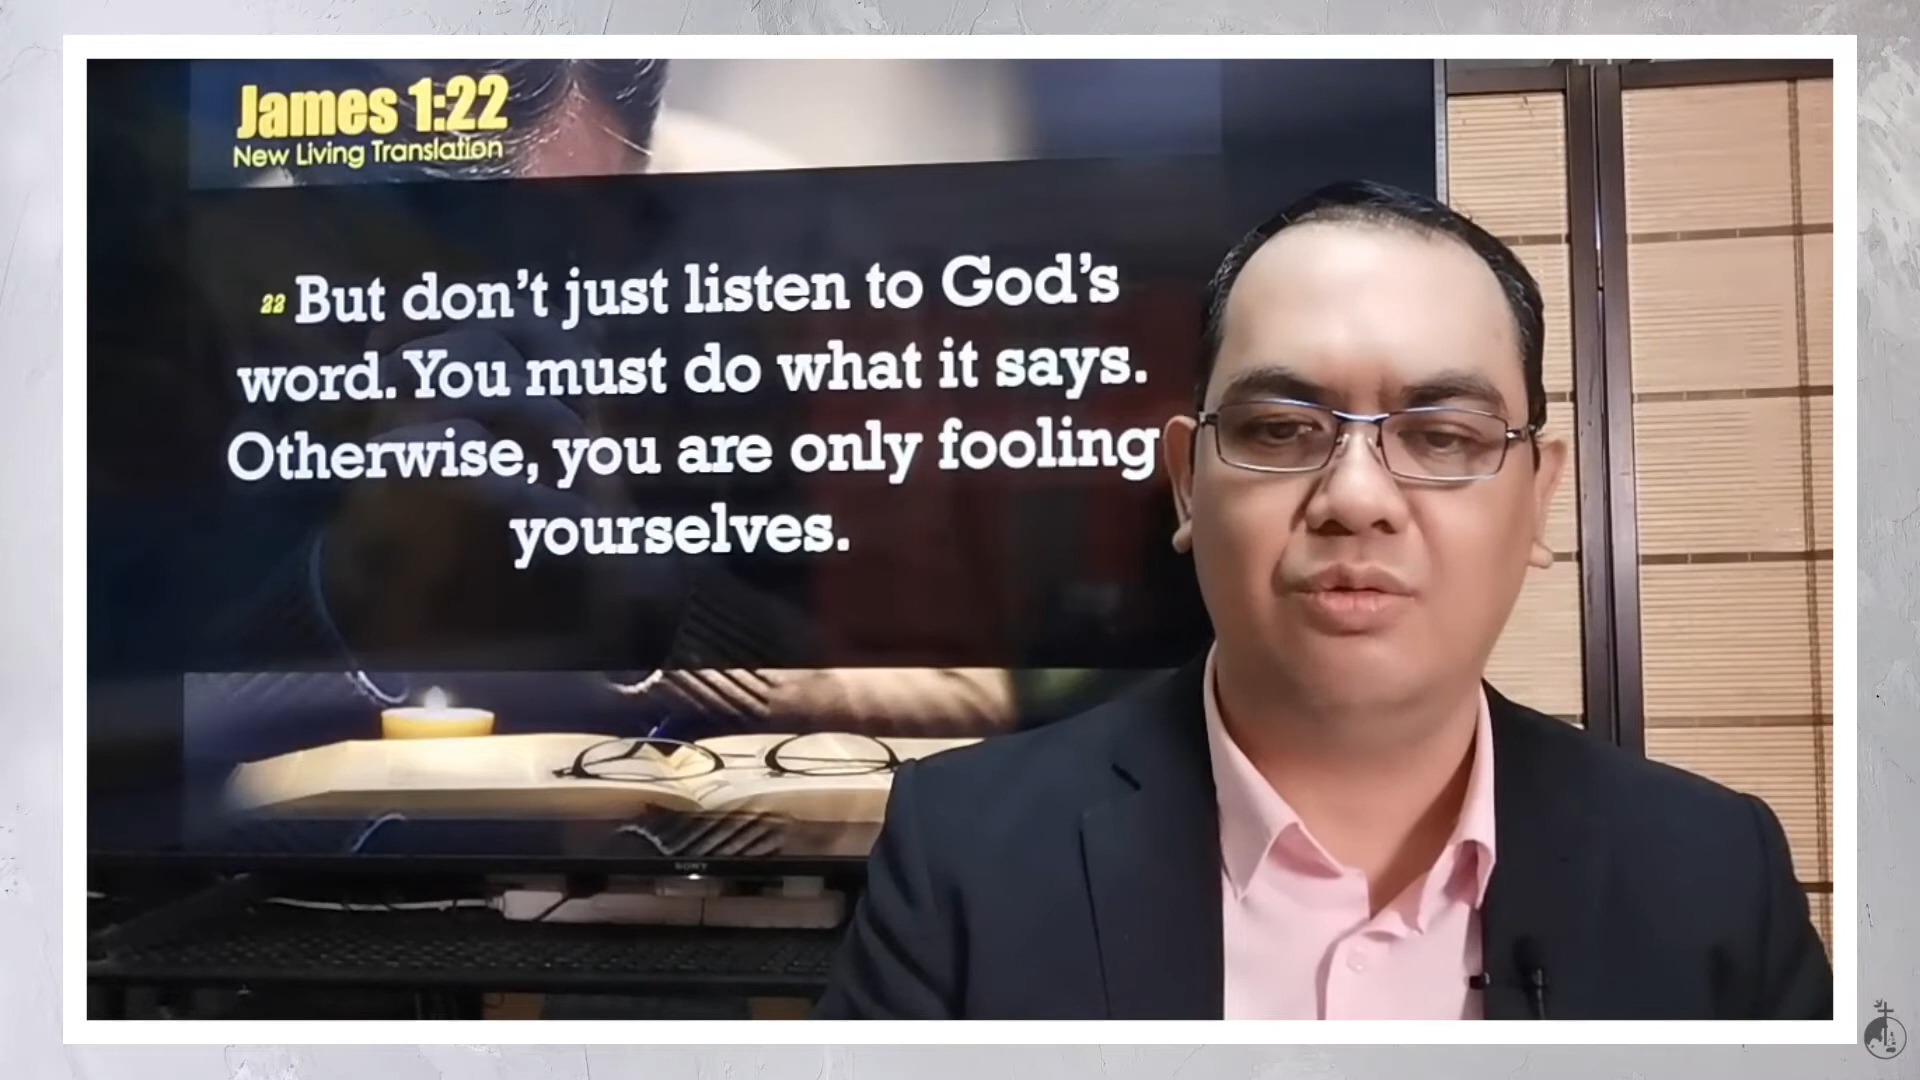 James 1:22
New Living Translation
22 But don't just listen to God's
word. You must do what it says.
Otherwise, you are only fooling
yourselves.
SONY